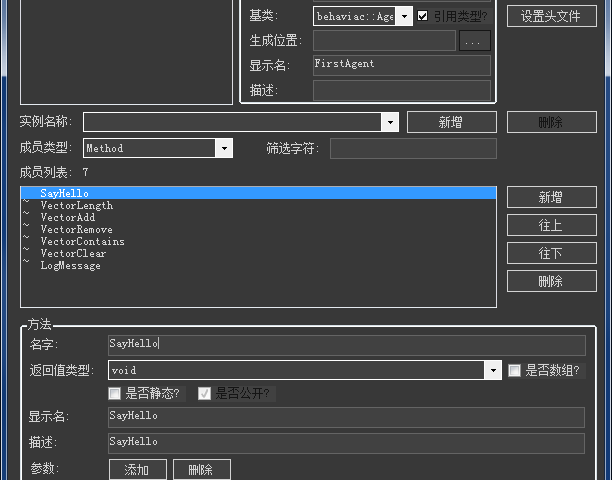 基类: behaviac::Age 引用类型? 设置头文件
生成位置: ...
显示名: FirstAgent
描述:
实例名称: 新增 删除
成员类型: Method 筛选字符:
成员列表: 7
SayHello
~ VectorLength
~ VectorAdd
~ VectorRemove
~ VectorContains
~ VectorClear
~ LogMessage
新增
往上
往下
删除
方法
名字: SayHello
返回值类型: void 是否数组?
是否静态? 是否公开?
显示名: SayHello
描述: SayHello
参数: 添加 删除